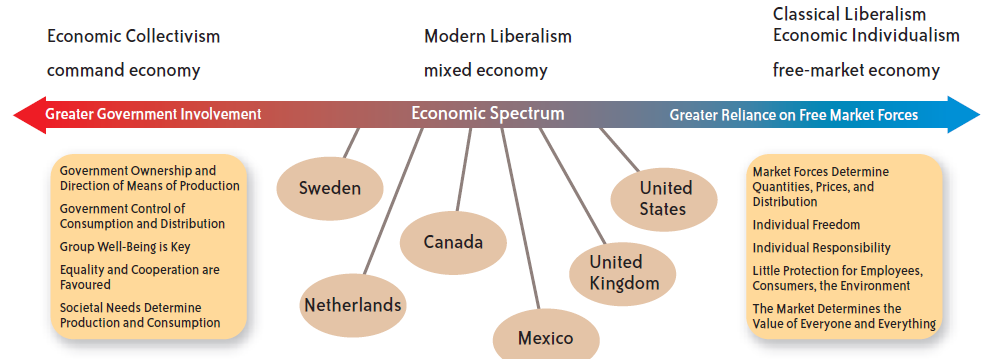 Economic Collectivism
command economy
Modern Liberalism
mixed economy
Classical Liberalism
Economic Individualism
free-market economy
Greater Government Involvement
Economic Spectrum
Greater Reliance on Free Market Forces
Government Ownership and
Direction of Means of Production
Government Control of
Consumption and Distribution
Group Well-Being is Key
Equality and Cooperation are
Favoured
Societal Needs Determine
Production and Consumption
Sweden
Netherlands
Canada
Mexico
United
Kingdom
United
States
Market Forces Determine
Quantities, Prices, and
Distribution
Individual Freedom
Individual Responsibility
Little Protection for Employees,
Consumers, the Environment
The Market Determines the
Value of Everyone and Everything